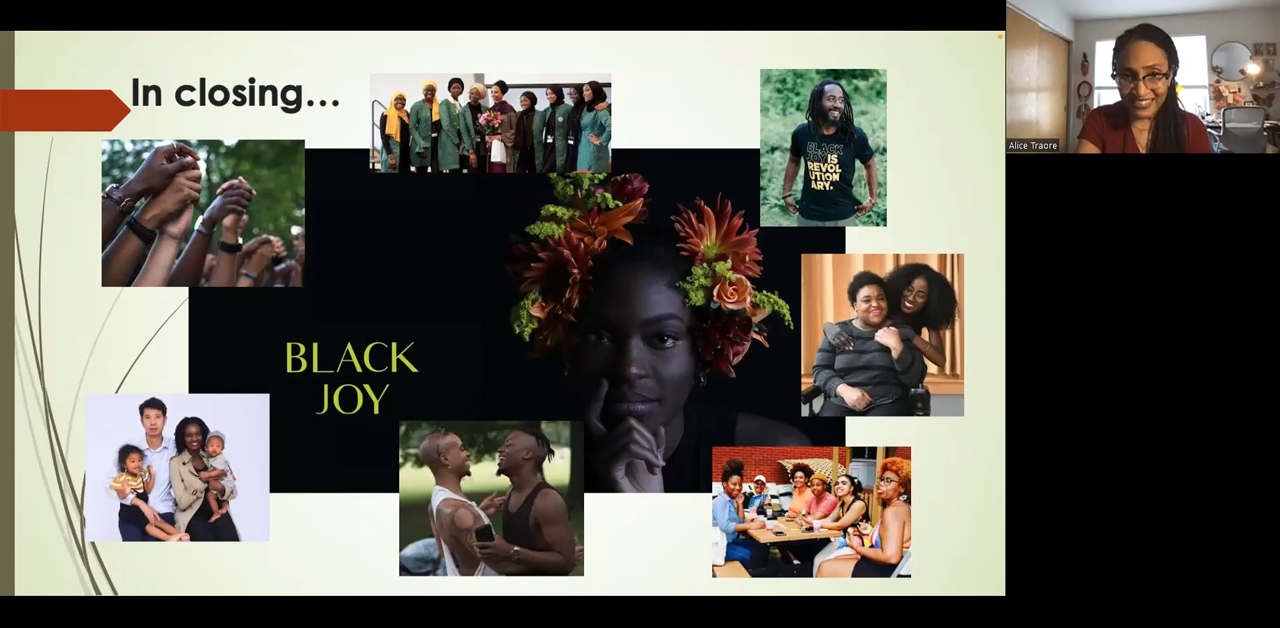 In closing...
BLACK
JOY IS
REVOL
UTION
ARY.
BLACK
JOY
Alice Traore